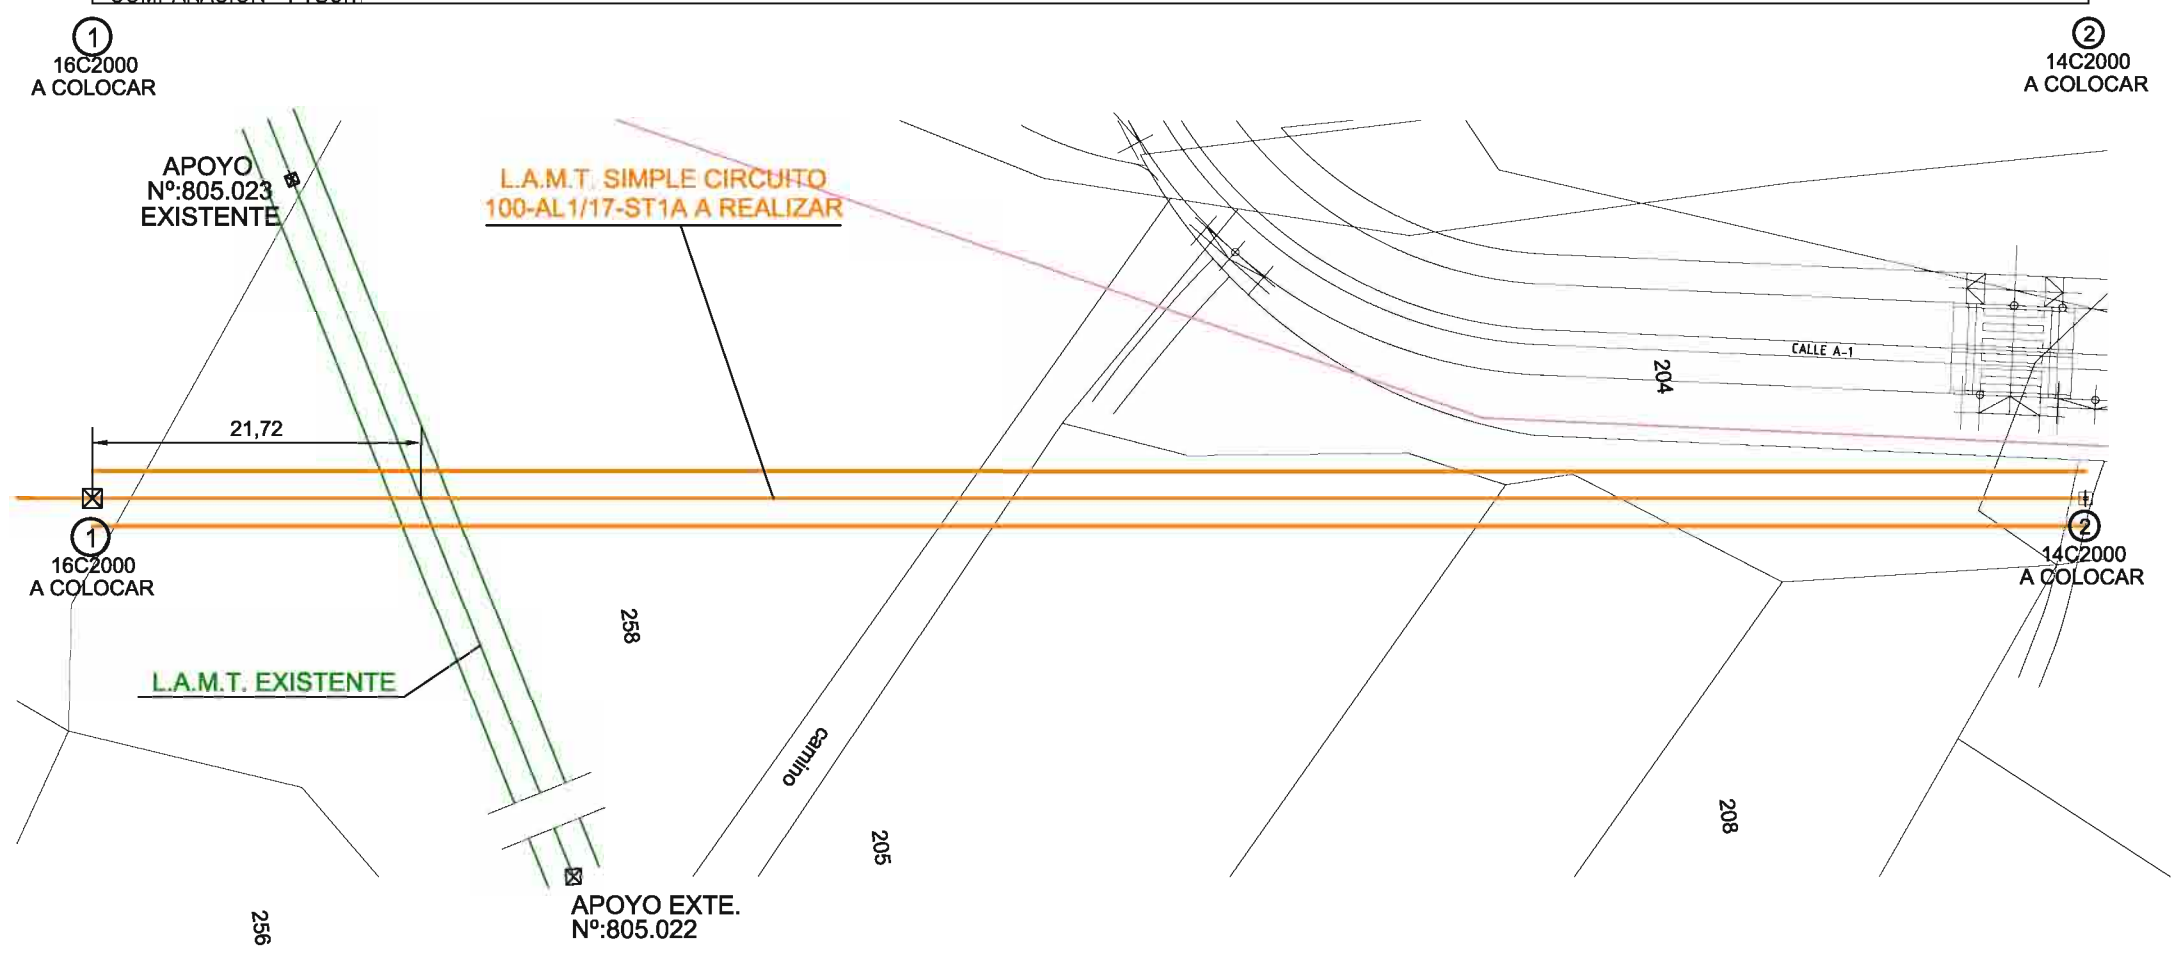 1
16C2000
A COLOCAR
2
14C2000
A COLOCAR
APOYO
Nº:805.023
EXISTENTE
L.A.M.T. SIMPLE CIRCUITO
100-AL1/17-ST1A A REALIZAR
CALLE A-1
204
21,72
1
16C2000
A COLOCAR
2
14C2000
A COLOCAR
258
L.A.M.T. EXISTENTE
camino
205
208
APOYO EXTE.
Nº:805.022
256